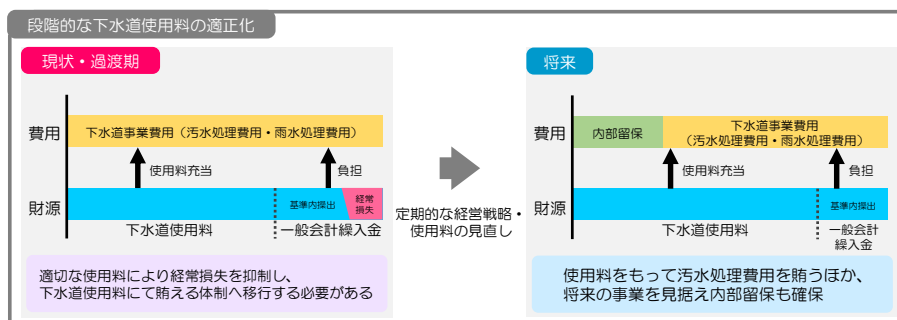 段階的な下水道使用料の適正化
現状・過渡期
費用
下水道事業費用（汚水処理費用・雨水処理費用）
使用料充当
負担
財源
基準内操出
経常
損失
下水道使用料
一般会計繰入金
適切な使用料により経常損失を抑制し、
下水道使用料にて賄える体制へ移行する必要がある
定期的な経営戦略・
使用料の見直し
将来
費用
内部留保
下水道事業費用
（汚水処理費用・雨水処理費用）
使用料充当
負担
財源
基準内操出
下水道使用料
一般会計
繰入金
使用料をもって汚水処理費用を賄うほか、
将来の事業を見据え内部留保も確保